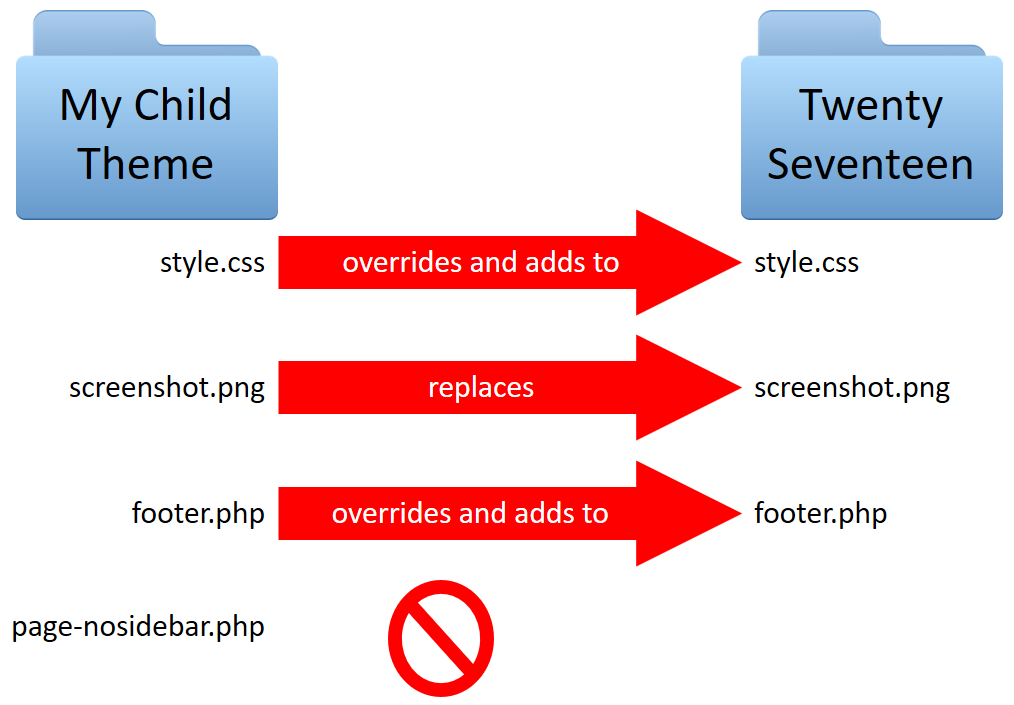 My Child
Theme
Twenty
Seventeen
style.css overrides and adds to style.css
screenshot.png replaces screenshot.png
footer.php overrides and adds to footer.php
page-nosidebar.php